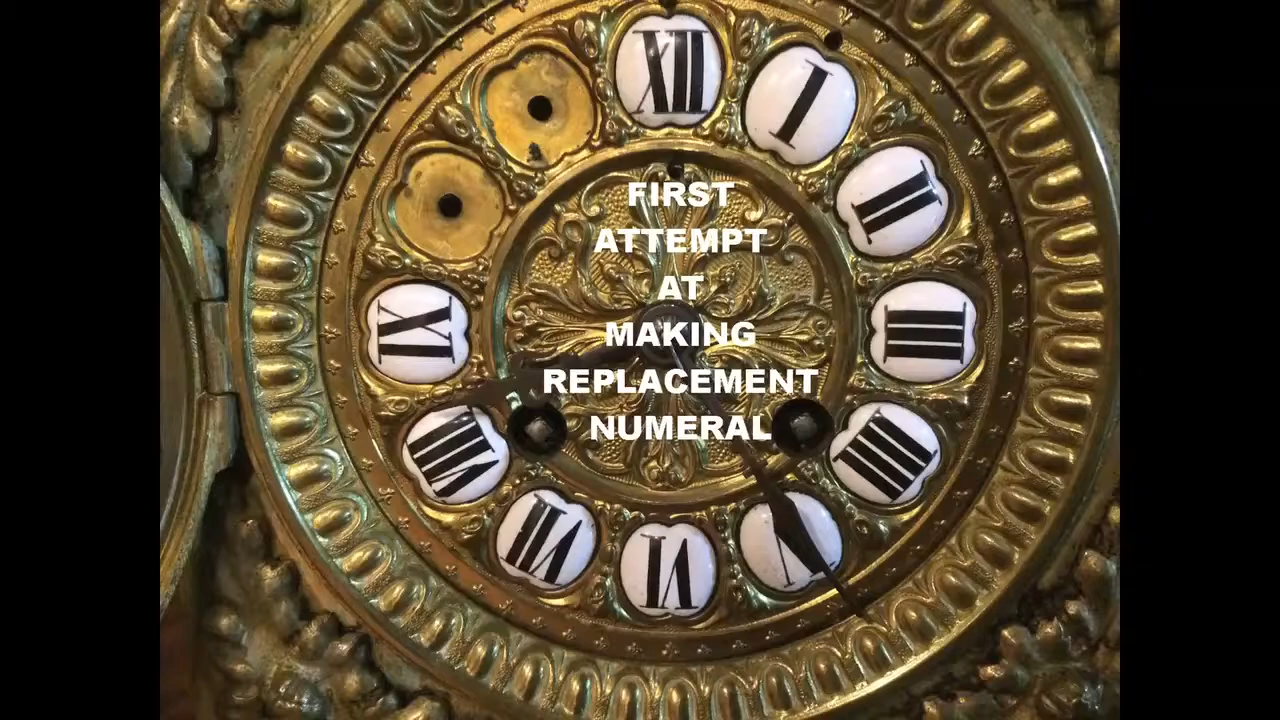 XII
I
II
III
IIII
V
VI
VII
VIII
IX
FIRST
ATTEMPT
AT
MAKING
REPLACEMENT
NUMERAL